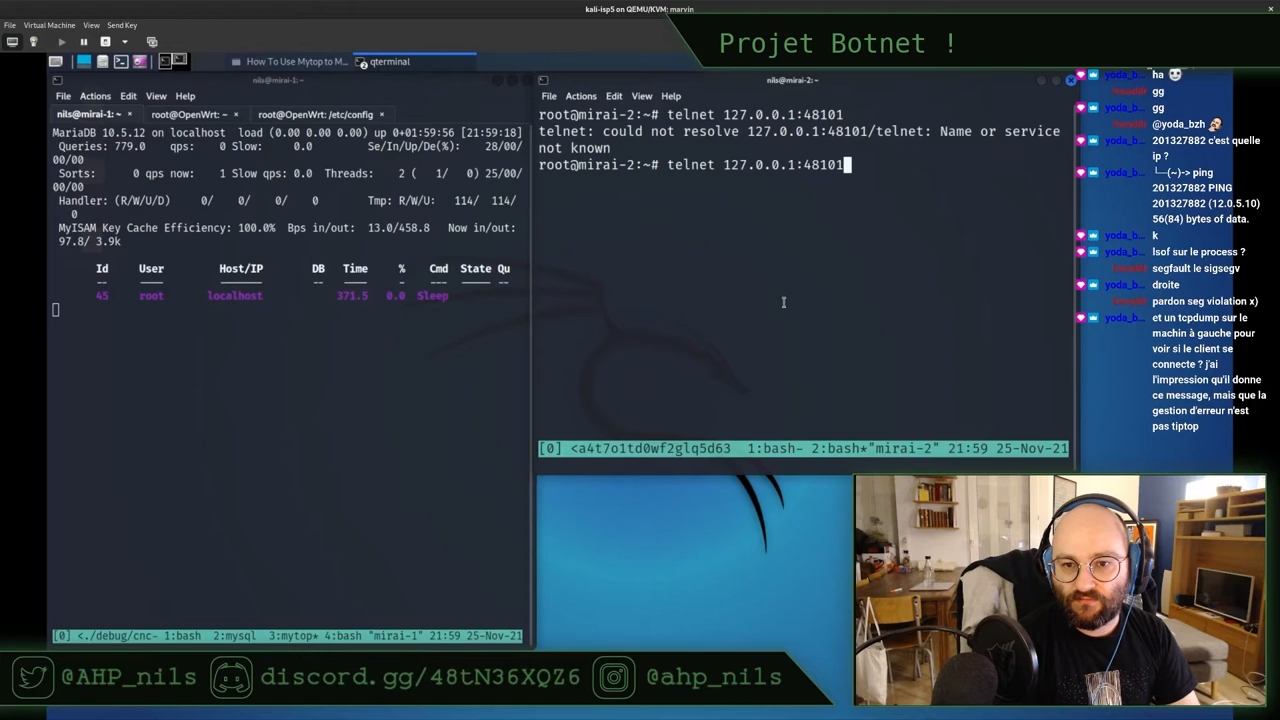 kali-isp5 on QEMU/KVM: marvin
File Virtual Machine View Send Key
Projet Botnet !
How To Use Mytop to M...
qterminal
nils@mirai-1: ~
File Actions Edit View Help
nils@mirai-1: ~ × root@OpenWrt: ~ × root@OpenWrt: /etc/config ×
MariaDB 10.5.12 on localhost load (0.00 0.00 0.00) up 0+01:59:56 [21:59:18]
Queries: 779.0 qps: 0 Slow: 0.0 Se/In/Up/De(%): 28/00/
00/00
Sorts: 0 qps now: 1 Slow qps: 0.0 Threads: 2 ( 1/ 0) 25/00/
00/00
Handler: (R/W/U/D) 0/ 0/ 0/ 0 Tmp: R/W/U: 114/ 114/
0
MyISAM Key Cache Efficiency: 100.0% Bps in/out: 13.0/458.8 Now in/out:
97.8/ 3.9k
Id User Host/IP DB Time % Cmd State Qu
-- ---- ------- -- ---- - --- ----- --
45 root localhost 371.5 0.0 Sleep
[0] <./debug/cnc- 1:bash 2:mysql 3:mytop* 4:bash "mirai-1" 21:59 25-Nov-21
nils@mirai-2: ~
File Actions Edit View Help
root@mirai-2:~# telnet 127.0.0.1:48101
telnet: could not resolve 127.0.0.1:48101/telnet: Name or service
not known
root@mirai-2:~# telnet 127.0.0.1:48101
[0] <a4t7o1td0wf2glq5d63 1:bash- 2:bash*"mirai-2" 21:59 25-Nov-21
yoda_b... ha
gg
yoda_b... gg
@yoda_bzh
yoda_b... 201327882 c'est quelle
ip ?
yoda_b... └─(~)-> ping
201327882 PING
201327882 (12.0.5.10)
56(84) bytes of data.
yoda_b... k
yoda_b... lsof sur le process ?
segfault le sigsegv
yoda_b... droite
pardon seg violation x)
yoda_b... et un tcpdump sur le
machin à gauche pour
voir si le client se
connecte ? j'ai
l'impression qu'il donne
ce message, mais que la
gestion d'erreur n'est
pas tiptop
@AHP_nils
discord.gg/48tN36XQZ6
@ahp_nils